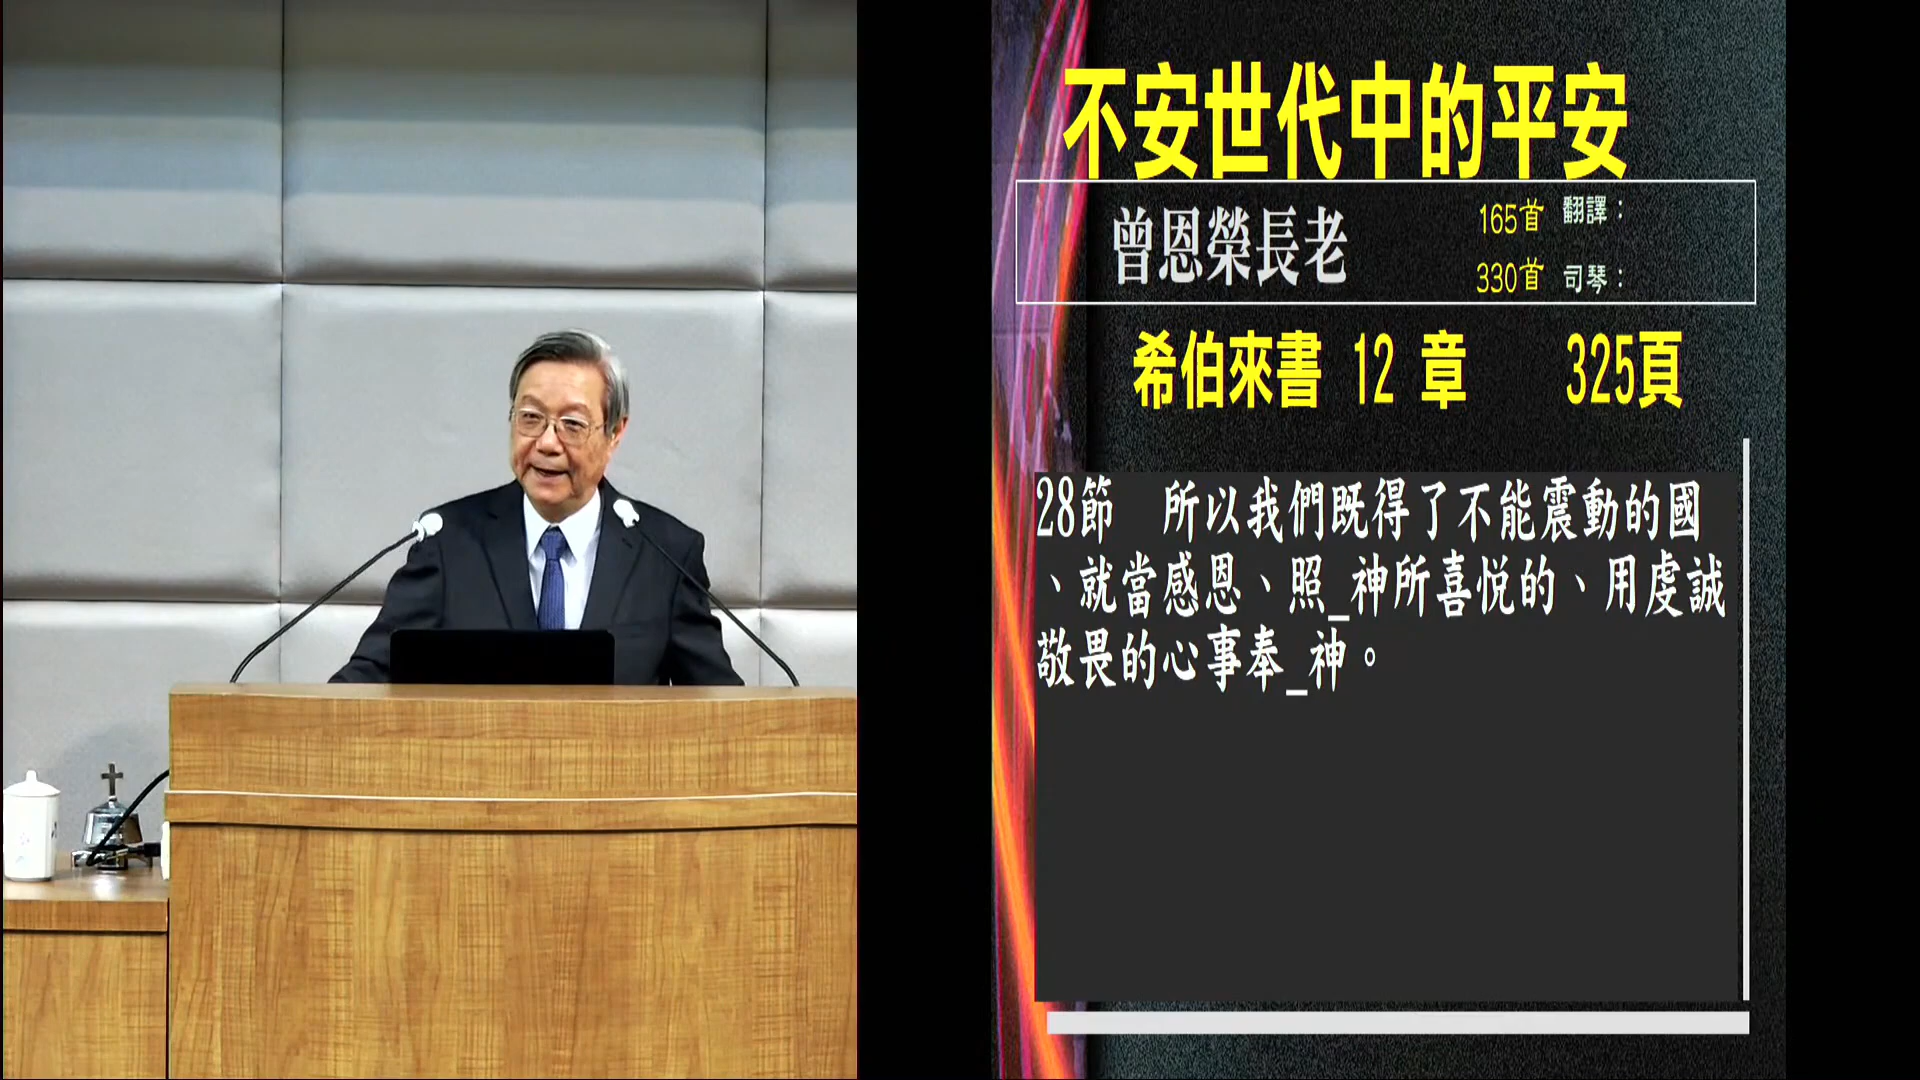 不安世代中的平安
曾恩榮長老
165首 翻譯：
330首 司琴：
希伯來書 12 章 325頁
28節 所以我們既得了不能震動的國
、就當感恩、照_神所喜悅的、用虔誠
敬畏的心事奉_神。